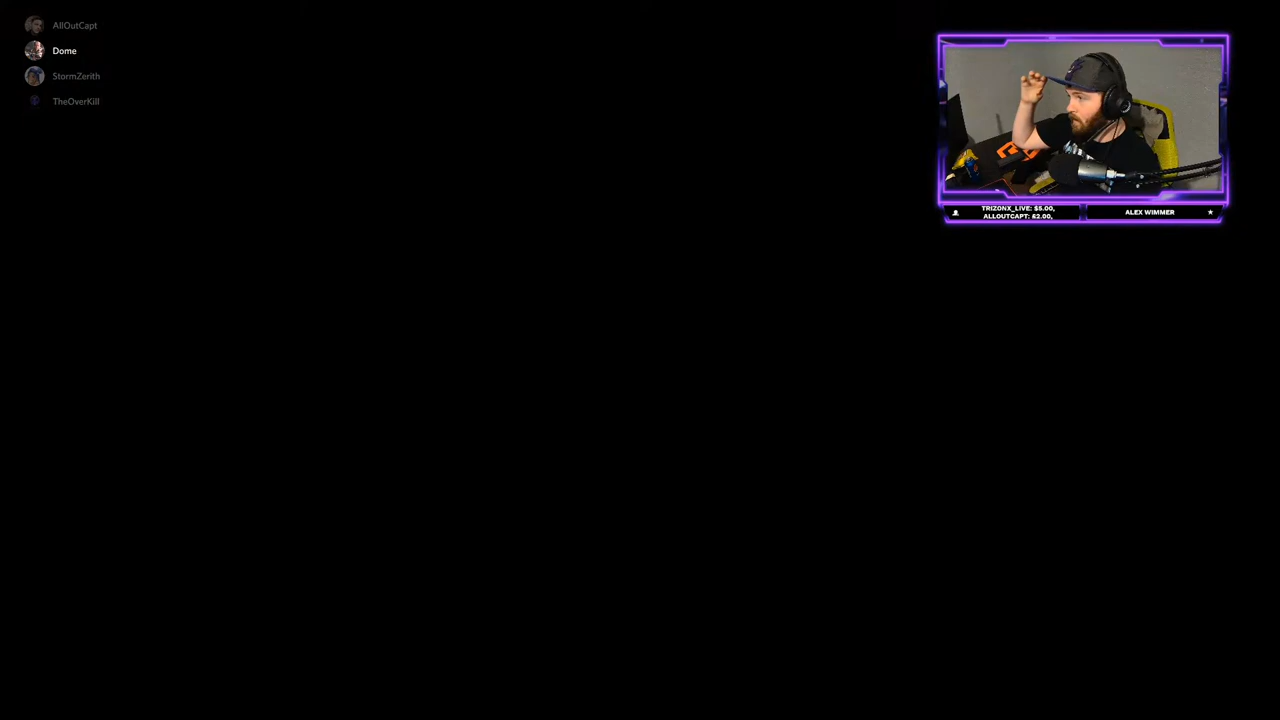 AllOutCapt
Dome
StormZerith
TheOverKill
TRIZONX_LIVE: $5.00,
ALLOUTCAPT: £2.00,
ALEX WIMMER